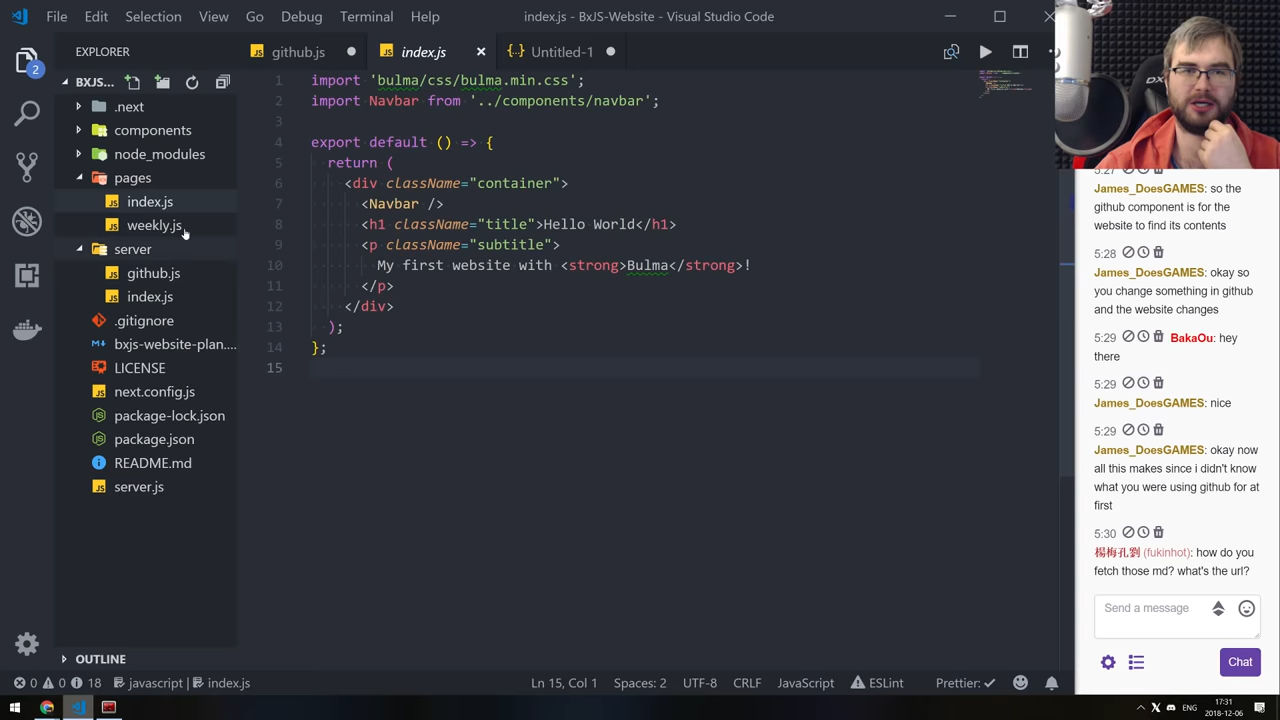 File Edit Selection View Go Debug Terminal Help
index.js - BxJS-Website - Visual Studio Code
EXPLORER
github.js
index.js
Untitled-1
2
BXJS...
.next
components
node_modules
pages
index.js
weekly.js
server
github.js
index.js
.gitignore
bxjs-website-plan....
LICENSE
next.config.js
package-lock.json
package.json
README.md
server.js
OUTLINE
1 import 'bulma/css/bulma.min.css';
2 import Navbar from '../components/navbar';
3
4 export default () => {
5 return (
6 <div className="container">
7 <Navbar />
8 <h1 className="title">Hello World</h1>
9 <p className="subtitle">
10 My first website with <strong>Bulma</strong>!
11 </p>
12 </div>
13 );
14 };
15
DX
5:27
James_DoesGAMES: so the
github component is for the
website to find its contents
5:28
James_DoesGAMES: okay so
you change something in github
and the website changes
5:29 BakaOu: hey
there
5:29
James_DoesGAMES: nice
5:29
James_DoesGAMES: okay now
all this makes since i didn't know
what you were using github for at
first
5:30
楊梅孔劉 (fukinhot): how do you
fetch those md? what's the url?
Send a message
Chat
0 0 18 javascript | index.js Ln 15, Col 1 Spaces: 2 UTF-8 CRLF JavaScript ESLint Prettier:
ENG
17:31
2018-12-06